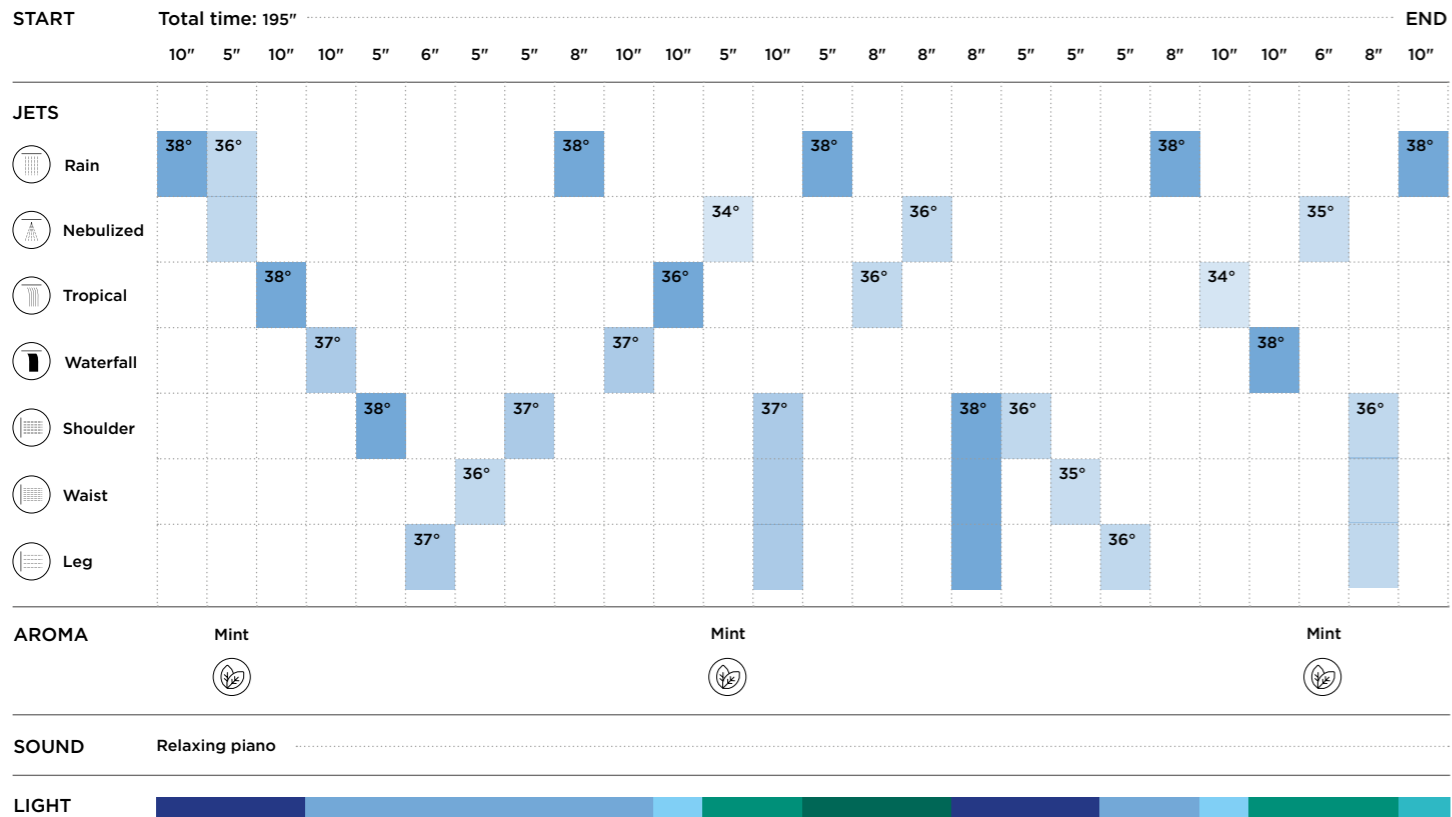 START Total time: 195" END
10" 5" 10" 10" 5" 6" 5" 5" 8" 10" 10" 5" 10" 5" 8" 8" 8" 5" 5" 5" 8" 10" 10" 6" 8" 10"
JETS
Rain 38° 36° 38° 38° 38° 38°
Nebulized 34° 36° 35°
Tropical 38° 36° 36° 34°
Waterfall 37° 37° 38°
Shoulder 38° 37° 37° 38° 36° 36°
Waist 36° 35°
Leg 37° 36°
AROMA Mint Mint Mint
SOUND Relaxing piano
LIGHT